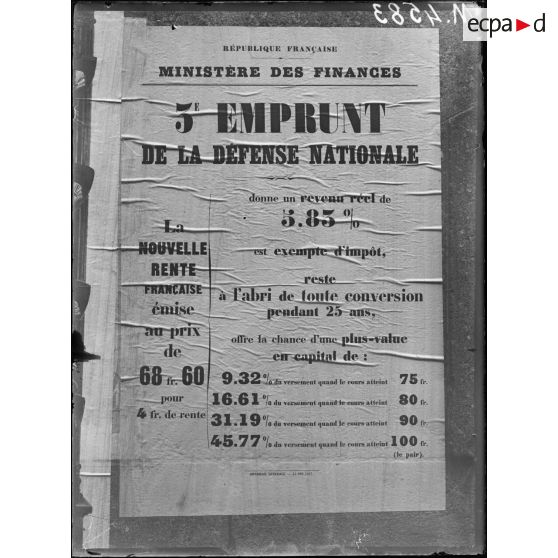 M.4583
ecpa d
RÉPUBLIQUE FRANÇAISE
MINISTÈRE DES FINANCES
3E EMPRUNT
DE LA DÉFENSE NATIONALE
La
NOUVELLE
RENTE
FRANÇAISE
émise
au prix
de
68 fr. 60
pour
4 fr. de rente
donne un revenu réel de
5.83 %
est exempte d'impôt,
reste
à l'abri de toute conversion
pendant 25 ans,
offre la chance d'une plus-value
en capital de :
9.32 % du versement quand le cours atteint 75 fr.
16.61 % du versement quand le cours atteint 80 fr.
31.19 % du versement quand le cours atteint 90 fr.
45.77 % du versement quand le cours atteint 100 fr.
(le pair).